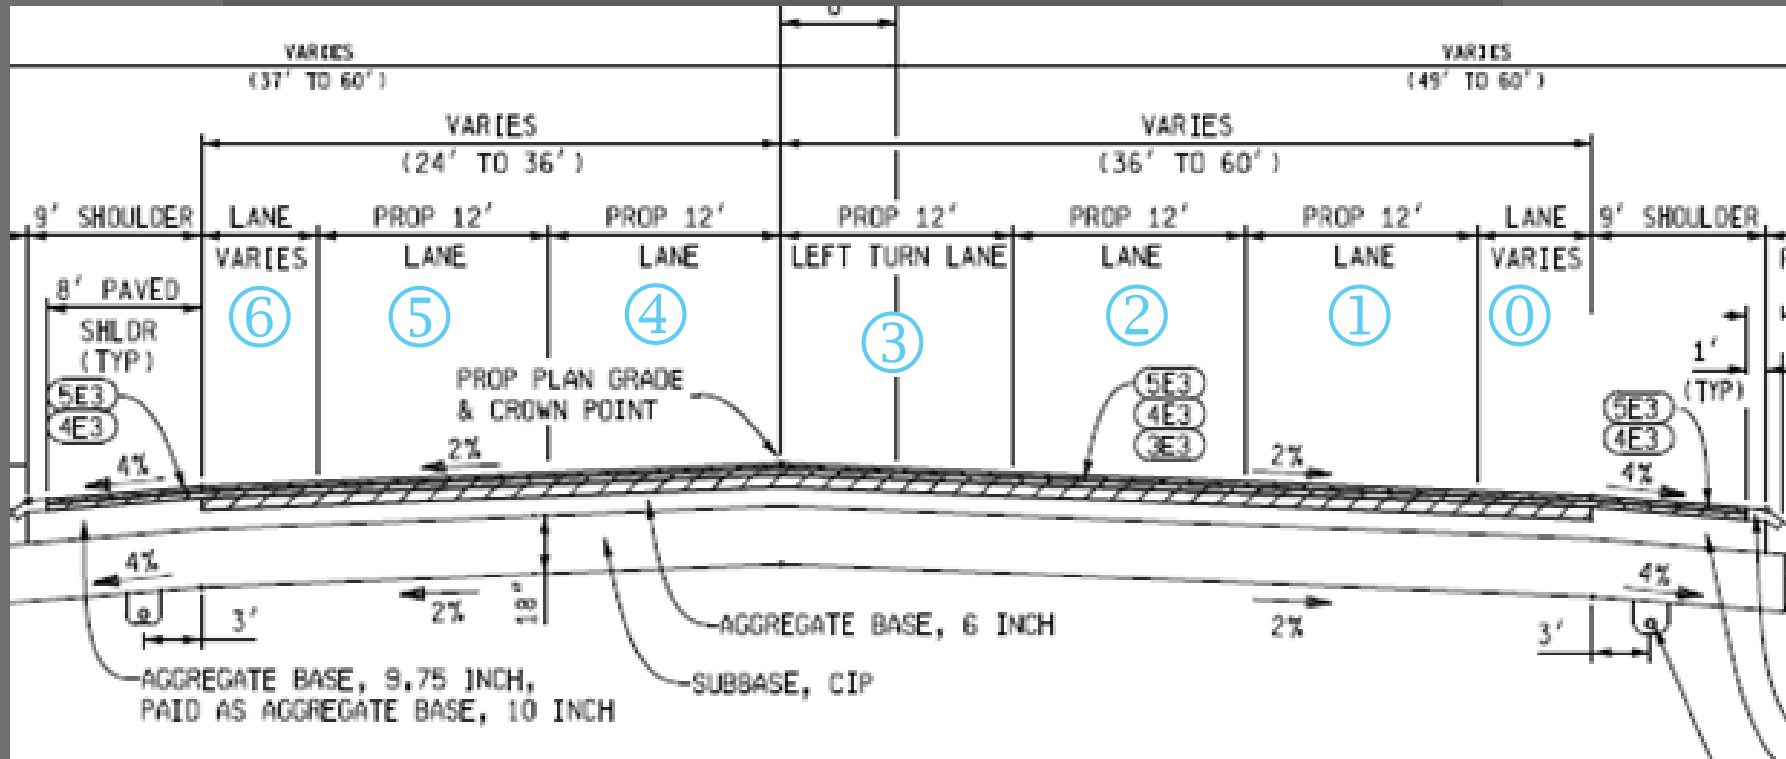 VARIES
(37' TO 60')
VARIES
(49' TO 60')
VARIES
(24' TO 36')
VARIES
(36' TO 60')
9' SHOULDER
LANE
VARIES
PROP 12'
LANE
PROP 12'
LANE
PROP 12'
LEFT TURN LANE
PROP 12'
LANE
PROP 12'
LANE
LANE
VARIES
9' SHOULDER
8' PAVED
SHLDR
(TYP)
6
5
4
3
2
1
0
1'
(TYP)
5E3
4E3
PROP PLAN GRADE
& CROWN POINT
5E3
4E3
3E3
5E3
4E3
4%
2%
2%
4%
4%
2%
18"
2%
4%
3'
3'
AGGREGATE BASE, 6 INCH
SUBBASE, CIP
AGGREGATE BASE, 9.75 INCH,
PAID AS AGGREGATE BASE, 10 INCH